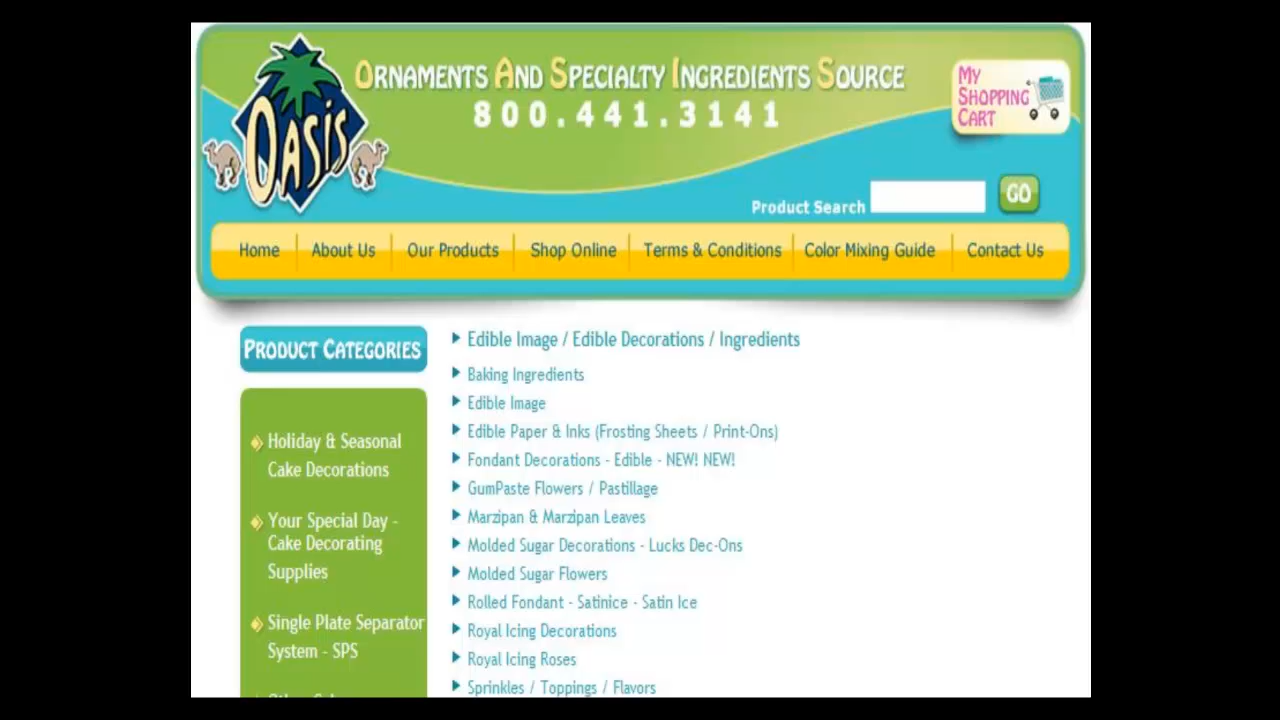 Ornaments And Specialty Ingredients Source
800.441.3141
Oasis
My
Shopping
Cart
Product Search
GO
Home
About Us
Our Products
Shop Online
Terms & Conditions
Color Mixing Guide
Contact Us
Product Categories
Holiday & Seasonal
Cake Decorations
Your Special Day -
Cake Decorating
Supplies
Single Plate Separator
System - SPS
Edible Image / Edible Decorations / Ingredients
Baking Ingredients
Edible Image
Edible Paper & Inks (Frosting Sheets / Print-Ons)
Fondant Decorations - Edible - NEW! NEW!
GumPaste Flowers / Pastillage
Marzipan & Marzipan Leaves
Molded Sugar Decorations - Lucks Dec-Ons
Molded Sugar Flowers
Rolled Fondant - Satinice - Satin Ice
Royal Icing Decorations
Royal Icing Roses
Sprinkles / Toppings / Flavors